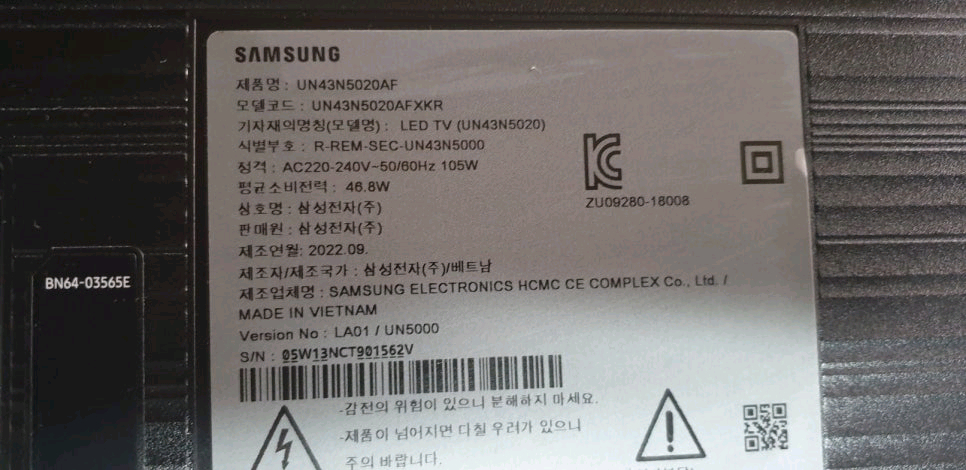 SAMSUNG
제품명 : UN43N5020AF
모델코드 : UN43N5020AFXKR
기자재의명칭(모델명) : LED TV (UN43N5020)
식별부호 : R-REM-SEC-UN43N5000
정격 : AC220-240V~50/60Hz 105W
평균소비전력 : 46.8W
상호명 : 삼성전자(주)
판매원 : 삼성전자(주)
제조연월: 2022.09.
제조자/제조국가 : 삼성전자(주)/베트남
제조업체명 : SAMSUNG ELECTRONICS HCMC CE COMPLEX Co., Ltd. /
MADE IN VIETNAM
Version No : LA01 / UN5000
S/N : 05W13NCT901562V
ZU09280-18008
BN64-03565E
-감전의 위험이 있으니 분해하지 마세요.
-제품이 넘어지면 다칠 우려가 있으니
주의 바랍니다.